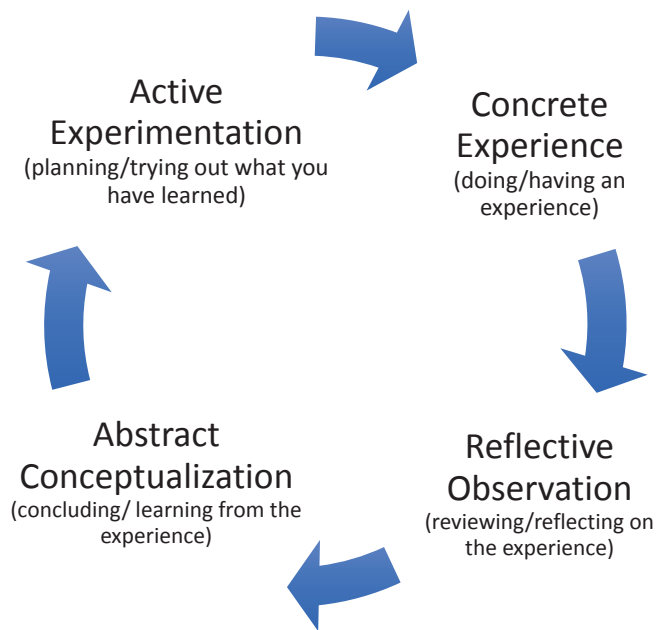 Active
Experimentation
(planning/trying out what you
have learned)
Concrete
Experience
(doing/having an
experience)
Abstract
Conceptualization
(concluding/ learning from the
experience)
Reflective
Observation
(reviewing/reflecting on
the experience)